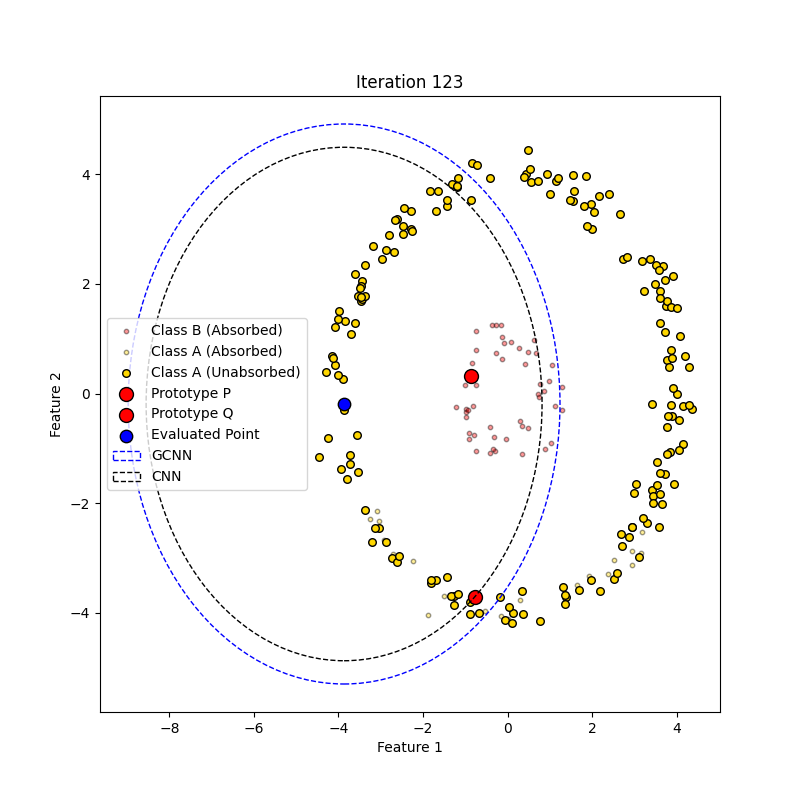 Iteration 123
Feature 2
4
2
0
−2
−4
Class B (Absorbed)
Class A (Absorbed)
Class A (Unabsorbed)
Prototype P
Prototype Q
Evaluated Point
GCNN
CNN
−8 −6 −4 −2 0 2 4
Feature 1